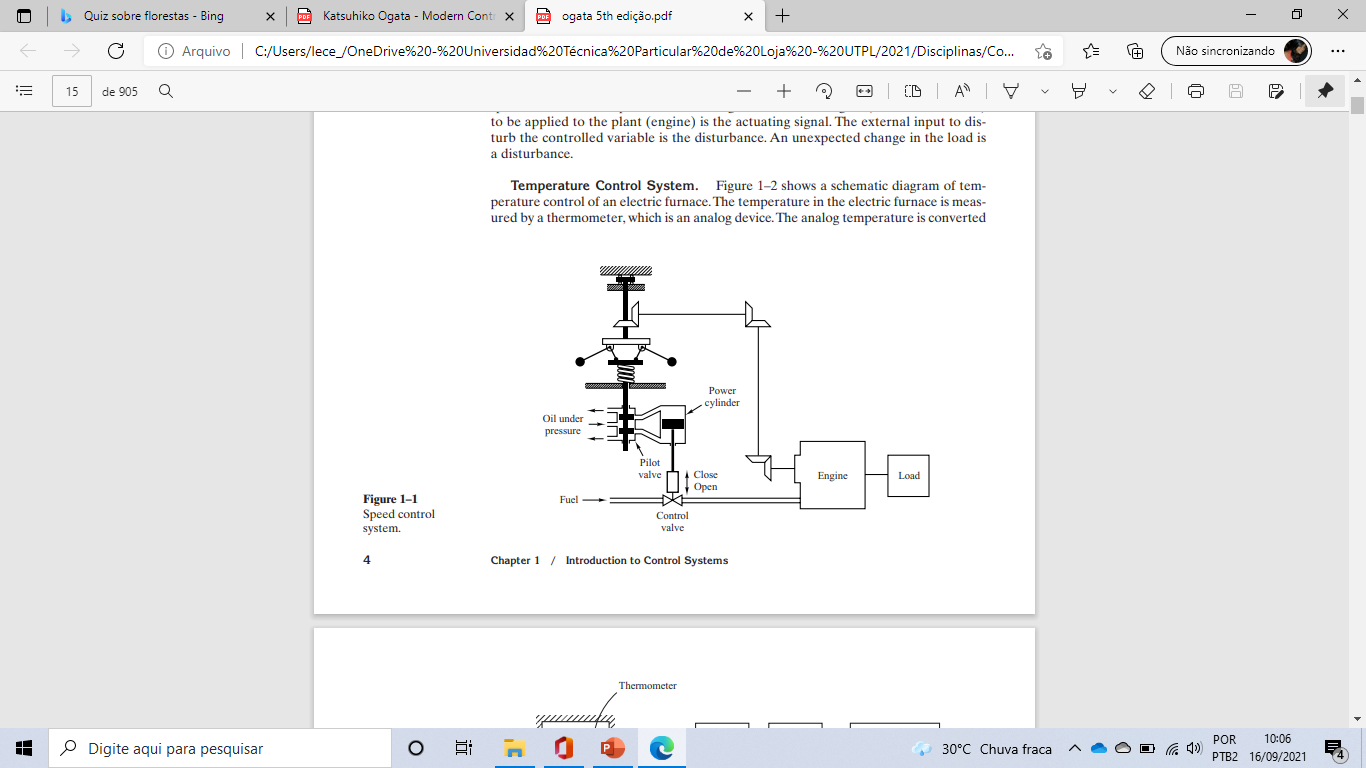 Quiz sobre florestas - Bing
Katsuhiko Ogata - Modern Cont
ogata 5th edição.pdf
Arquivo
C:/Users/lece_/OneDrive%20-%20Universidad%20Técnica%20Particular%20de%20Loja%20-%20UTPL/2021/Disciplinas/Co...
Não sincronizando
15
de 905
to be applied to the plant (engine) is the actuating signal. The external input to dis-
turb the controlled variable is the disturbance. An unexpected change in the load is
a disturbance.
Temperature Control System. Figure 1–2 shows a schematic diagram of tem-
perature control of an electric furnace. The temperature in the electric furnace is meas-
ured by a thermometer, which is an analog device. The analog temperature is converted
Power
cylinder
Oil under
pressure
Pilot
valve
Close
Open
Engine
Load
Fuel
Control
valve
Figure 1–1
Speed control
system.
4
Chapter 1 / Introduction to Control Systems
Thermometer
Digite aqui para pesquisar
30°C Chuva fraca
POR
PTB2
10:06
16/09/2021
4